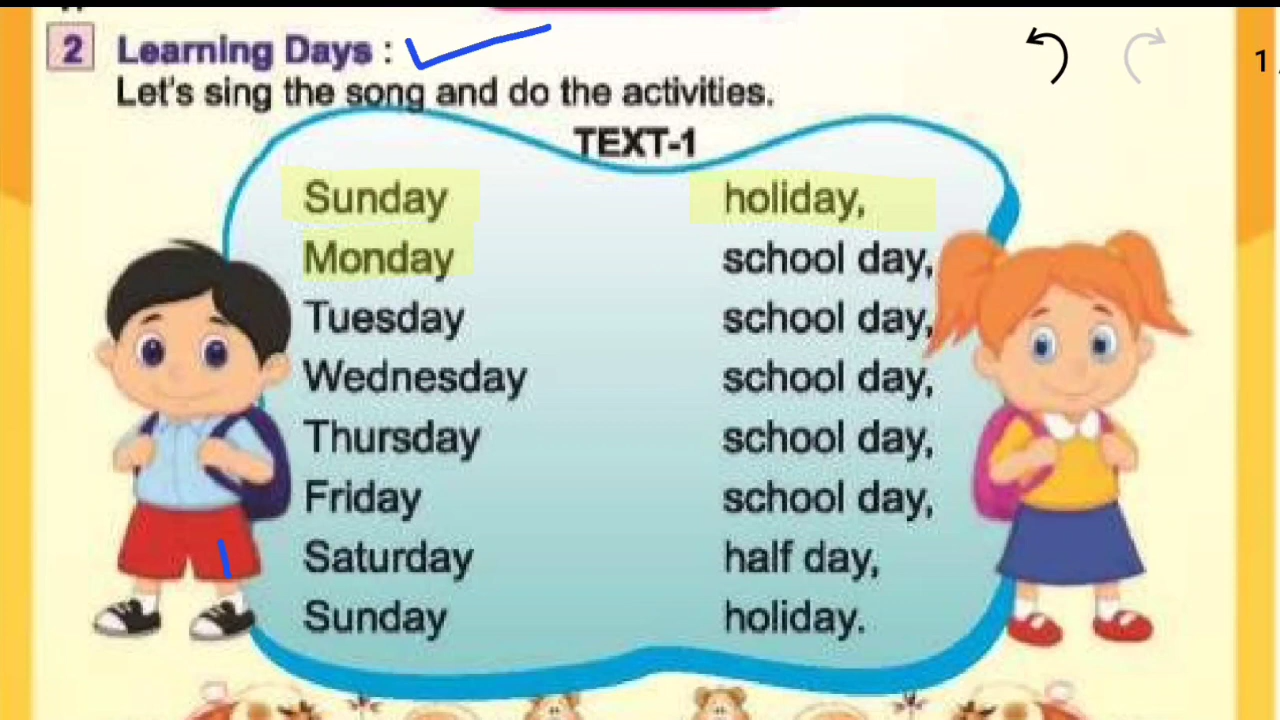 2 Learning Days :
Let's sing the song and do the activities.
TEXT-1
Sunday holiday,
Monday school day,
Tuesday school day,
Wednesday school day,
Thursday school day,
Friday school day,
Saturday half day,
Sunday holiday.
1